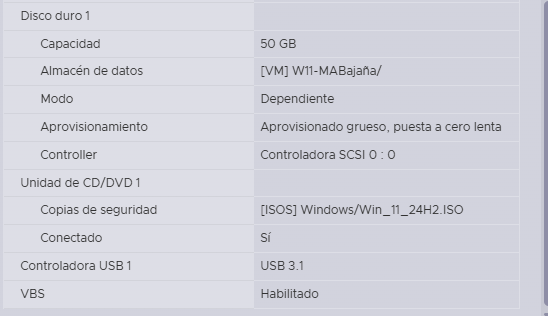 Disco duro 1
Capacidad 50 GB
Almacén de datos [VM] W11-MABajaña/
Modo Dependiente
Aprovisionamiento Aprovisionado grueso, puesta a cero lenta
Controller Controladora SCSI 0 : 0
Unidad de CD/DVD 1
Copias de seguridad [ISOS] Windows/Win_11_24H2.ISO
Conectado Sí
Controladora USB 1 USB 3.1
VBS Habilitado